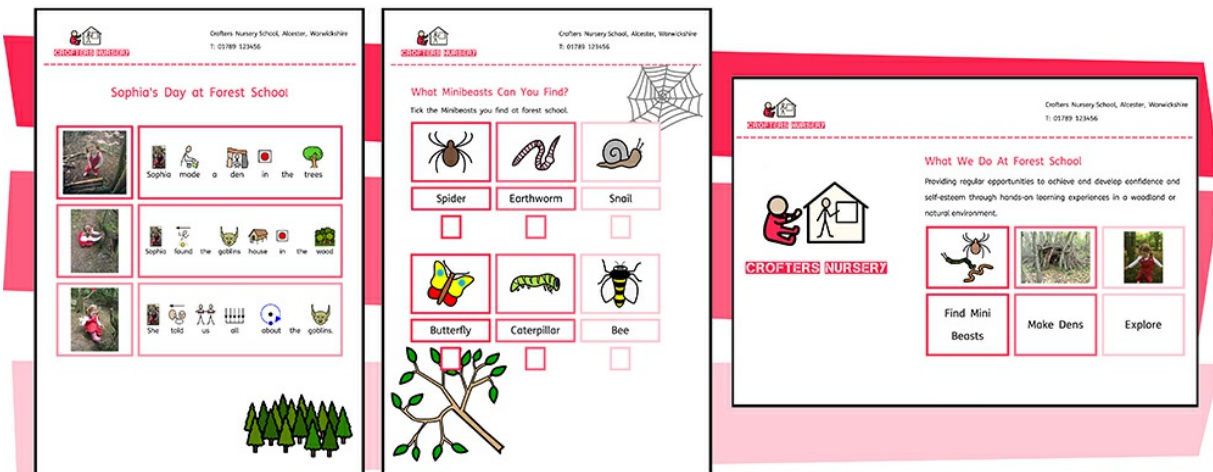 CROFTERS NURSERY
Crofters Nursery School, Alcester, Warwickshire
T: 01789 123456
Sophia's Day at Forest School
Sophia made a den in the trees
Sophia found the goblins house in the wood
She told us all about the goblins.
CROFTERS NURSERY
Crofters Nursery School, Alcester, Warwickshire
T: 01789 123456
What Minibeasts Can You Find?
Tick the Minibeasts you find at forest school.
Spider Earthworm Snail
Butterfly Caterpillar Bee
CROFTERS NURSERY
Crofters Nursery School, Alcester, Warwickshire
T: 01789 123456
CROFTERS NURSERY
What We Do At Forest School
Providing regular opportunities to achieve and develop confidence and
self-esteem through hands-on learning experiences in a woodland or
natural environment.
Find Mini
Beasts
Make Dens
Explore